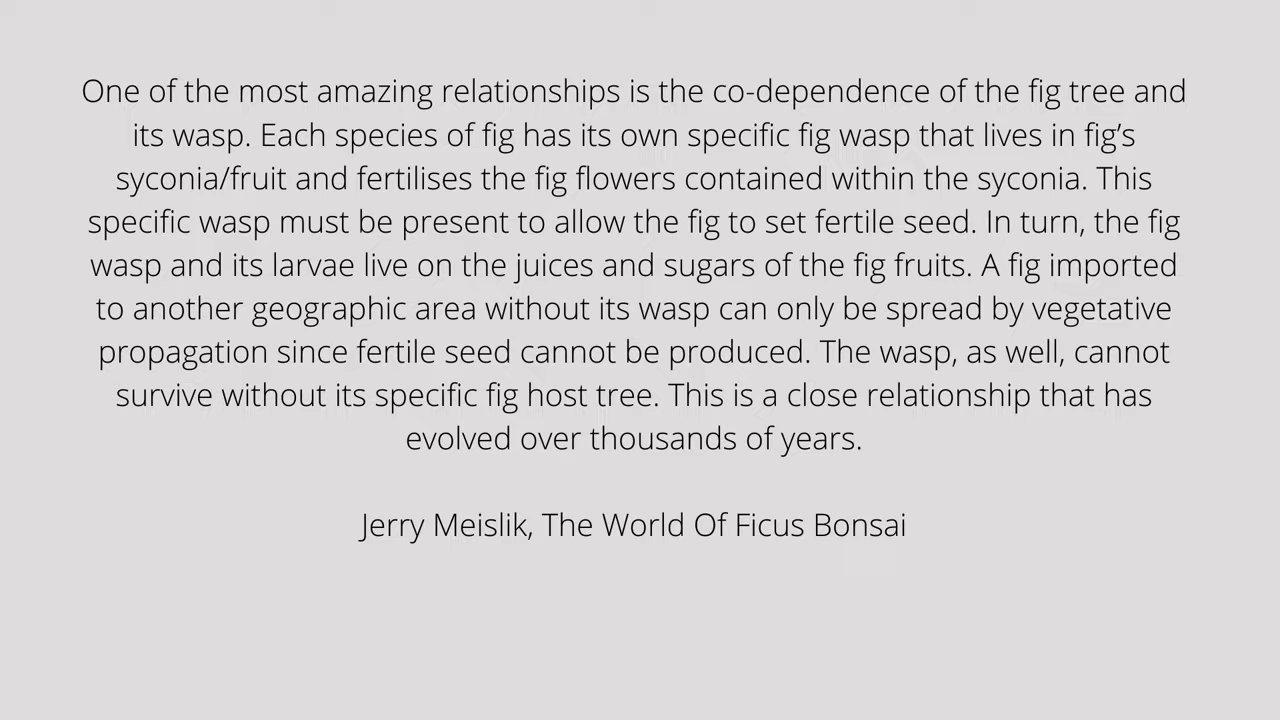 One of the most amazing relationships is the co-dependence of the fig tree and
its wasp. Each species of fig has its own specific fig wasp that lives in fig’s
syconia/fruit and fertilises the fig flowers contained within the syconia. This
specific wasp must be present to allow the fig to set fertile seed. In turn, the fig
wasp and its larvae live on the juices and sugars of the fig fruits. A fig imported
to another geographic area without its wasp can only be spread by vegetative
propagation since fertile seed cannot be produced. The wasp, as well, cannot
survive without its specific fig host tree. This is a close relationship that has
evolved over thousands of years.
Jerry Meislik, The World Of Ficus Bonsai